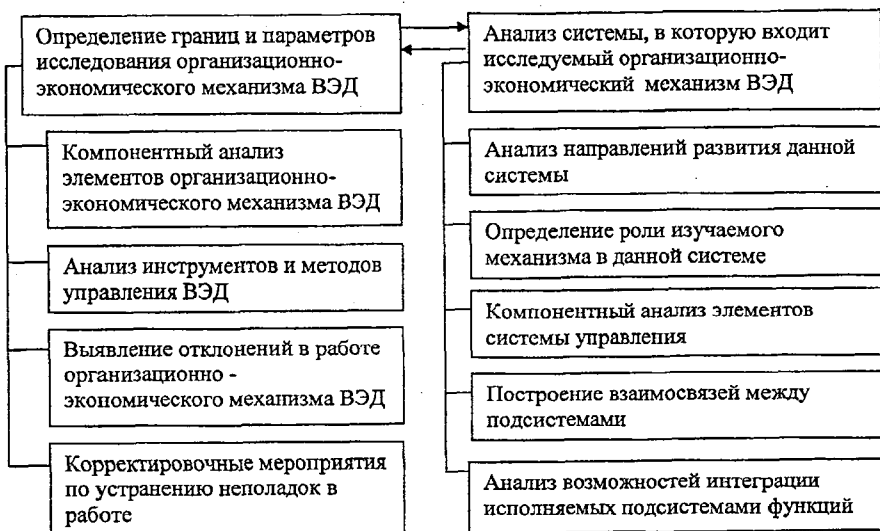 Определение границ и параметров
исследования организационно-
экономического механизма ВЭД
Компонентный анализ
элементов организационно-
экономического механизма ВЭД
Анализ инструментов и методов
управления ВЭД
Выявление отклонений в работе
организационно -
экономического механизма ВЭД
Корректировочные мероприятия
по устранению неполадок в
работе
Анализ системы, в которую входит
исследуемый организационно-
экономический механизм ВЭД
Анализ направлений развития данной
системы
Определение роли изучаемого
механизма в данной системе
Компонентный анализ элементов
системы управления
Построение взаимосвязей между
подсистемами
Анализ возможностей интеграции
исполняемых подсистемами функций